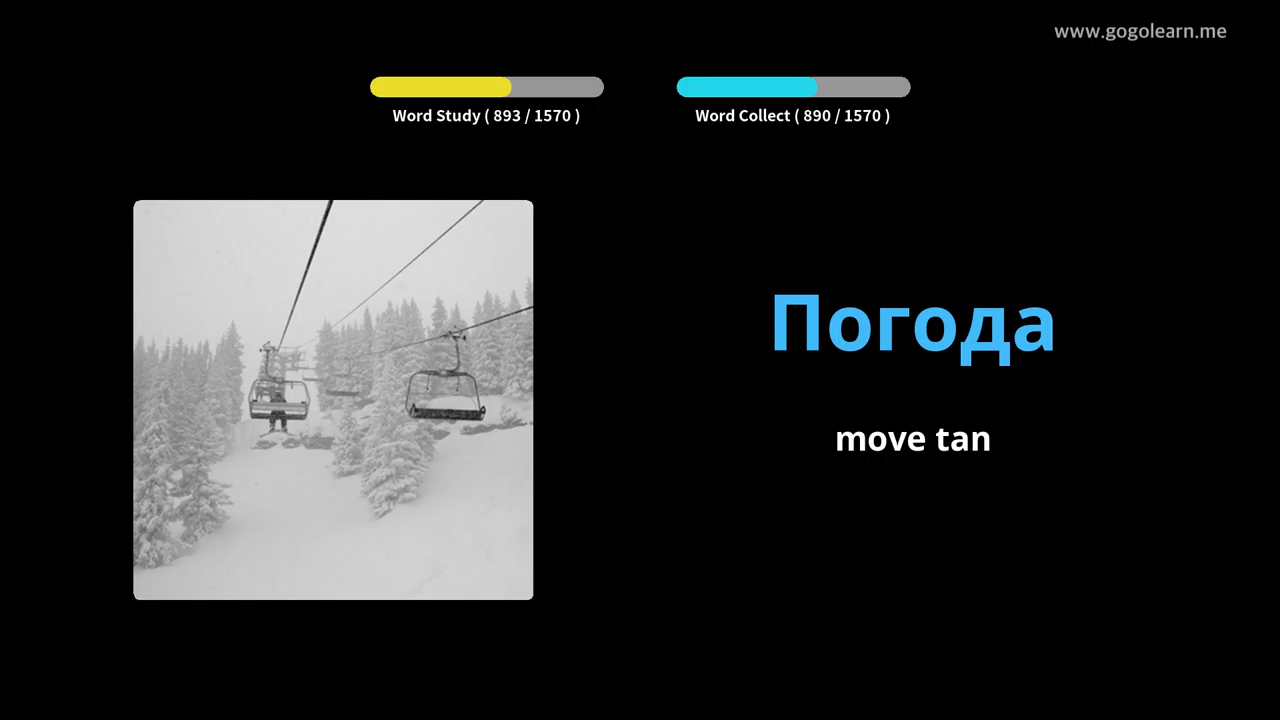 www.gogolearn.me
Word Study ( 893 / 1570 )
Word Collect ( 890 / 1570 )
Погода
move tan